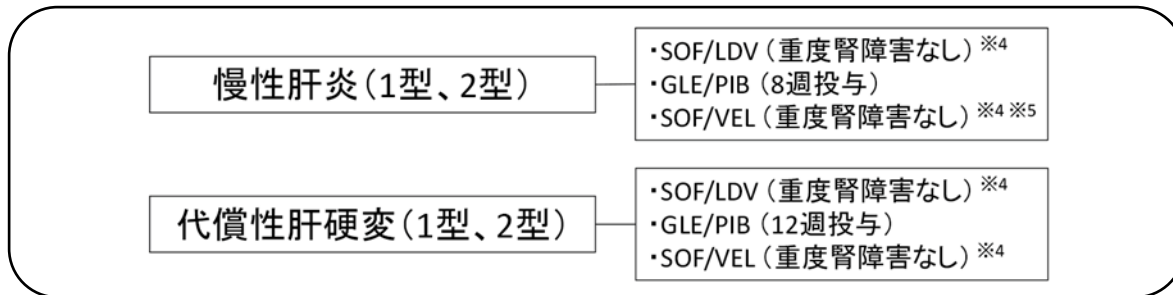 慢性肝炎(1型、2型)
・SOF/LDV (重度腎障害なし) ※4
・GLE/PIB (8週投与)
・SOF/VEL (重度腎障害なし) ※4 ※5
代償性肝硬変(1型、2型)
・SOF/LDV (重度腎障害なし) ※4
・GLE/PIB (12週投与)
・SOF/VEL (重度腎障害なし) ※4